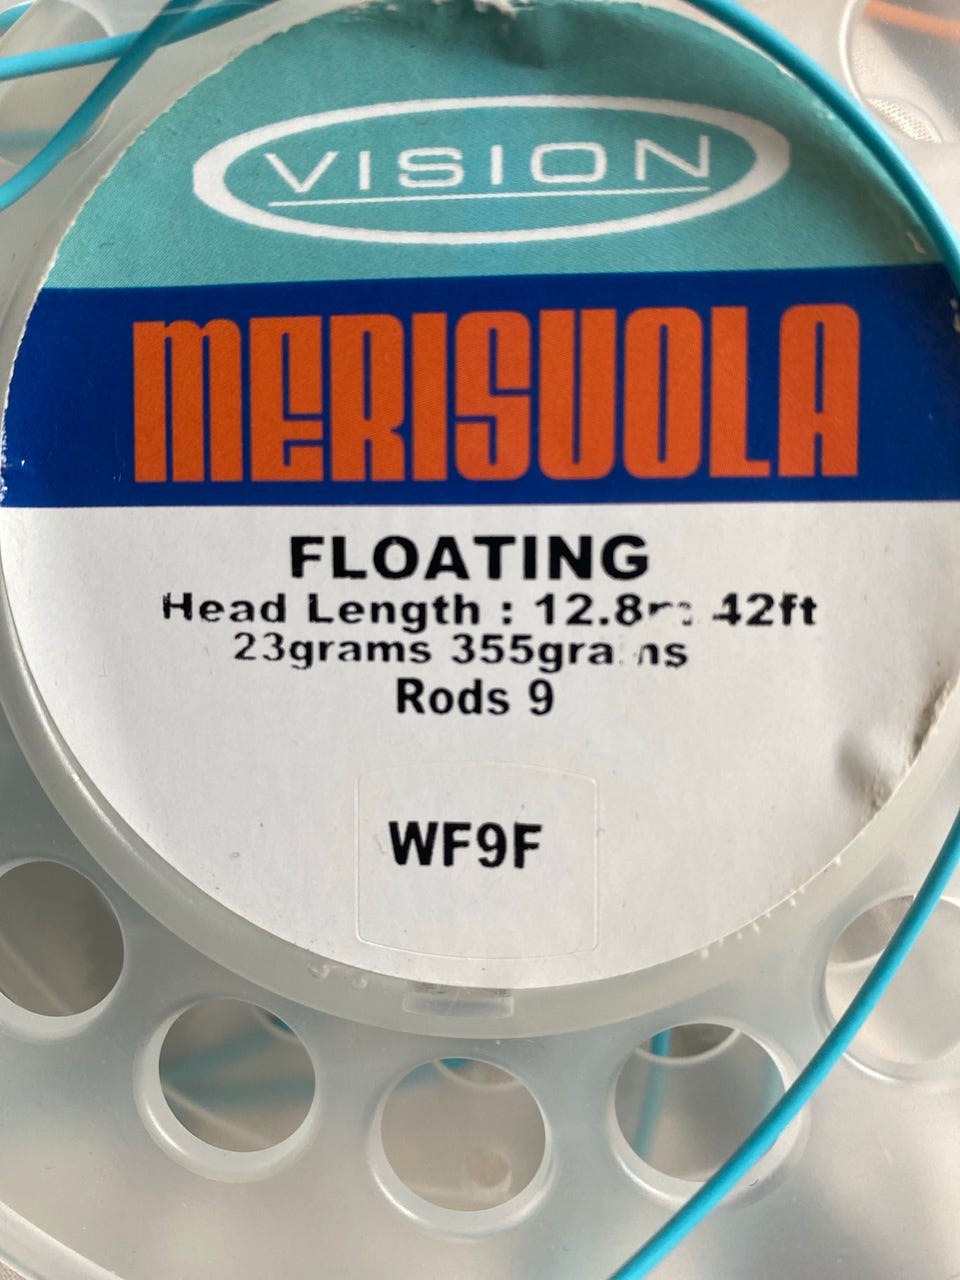 VISION
MERISUOLA
FLOATING
Head Length : 12.8m 42ft
23grams 355grains
Rods 9
WF9F